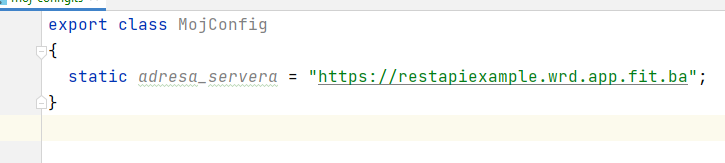 export class MojConfig
{
static adresa_servera = "https://restapiexample.wrd.app.fit.ba";
}